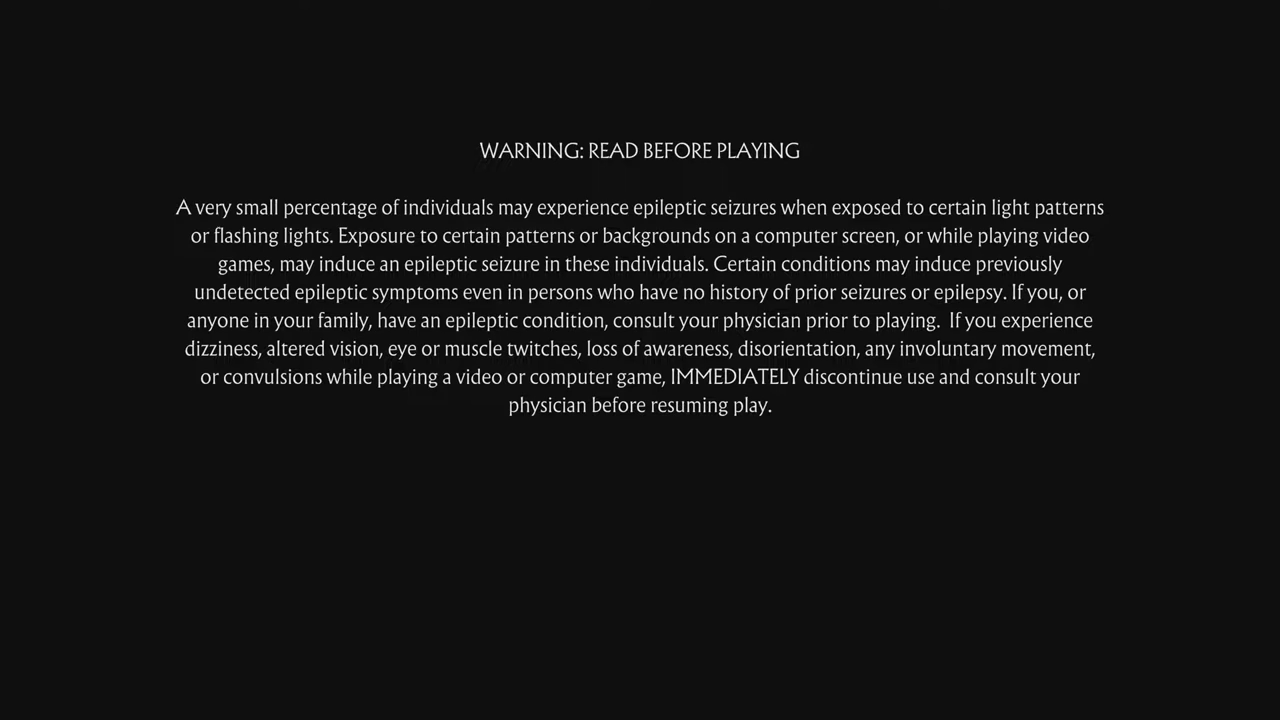 WARNING: READ BEFORE PLAYING
A very small percentage of individuals may experience epileptic seizures when exposed to certain light patterns
or flashing lights. Exposure to certain patterns or backgrounds on a computer screen, or while playing video
games, may induce an epileptic seizure in these individuals. Certain conditions may induce previously
undetected epileptic symptoms even in persons who have no history of prior seizures or epilepsy. If you, or
anyone in your family, have an epileptic condition, consult your physician prior to playing.  If you experience
dizziness, altered vision, eye or muscle twitches, loss of awareness, disorientation, any involuntary movement,
or convulsions while playing a video or computer game, IMMEDIATELY discontinue use and consult your
physician before resuming play.